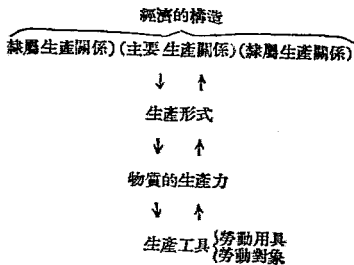 經濟的構造
隸屬生產關係)(主要生產關係)(隸屬生產關係)
生產形式
物質的生產力
生產工具{勞動用具
{勞動對象